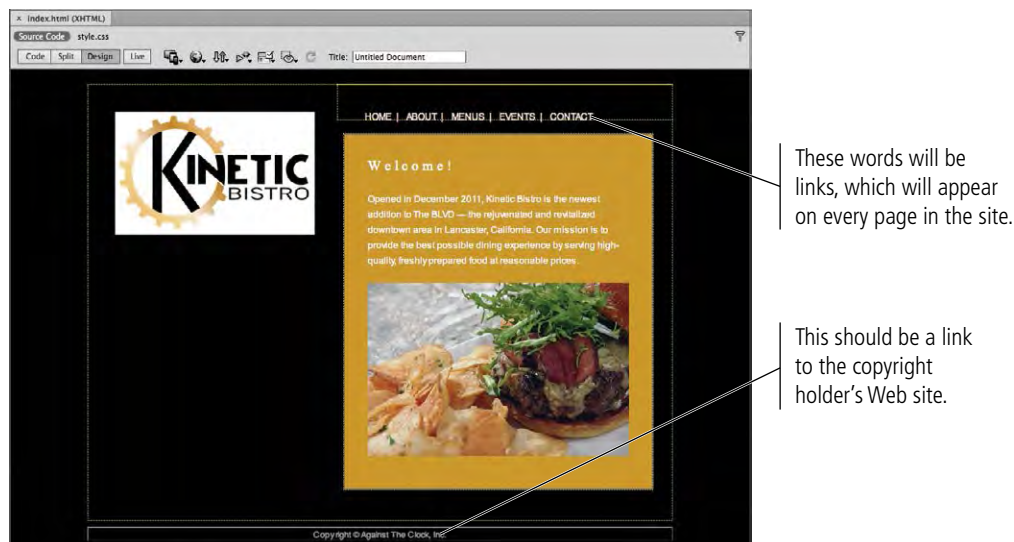 × index.html (XHTML)
Source Code style.css
Code Split Design Live Title: Untitled Document
HOME | ABOUT | MENUS | EVENTS | CONTACT
KINETIC
BISTRO
Welcome!
Opened in December 2011, Kinetic Bistro is the newest
addition to The BLVD — the rejuvenated and revitalized
downtown area in Lancaster, California. Our mission is to
provide the best possible dining experience by serving high-
quality, freshly prepared food at reasonable prices.
Copyright © Against The Clock, Inc.
These words will be
links, which will appear
on every page in the site.
This should be a link
to the copyright
holder’s Web site.